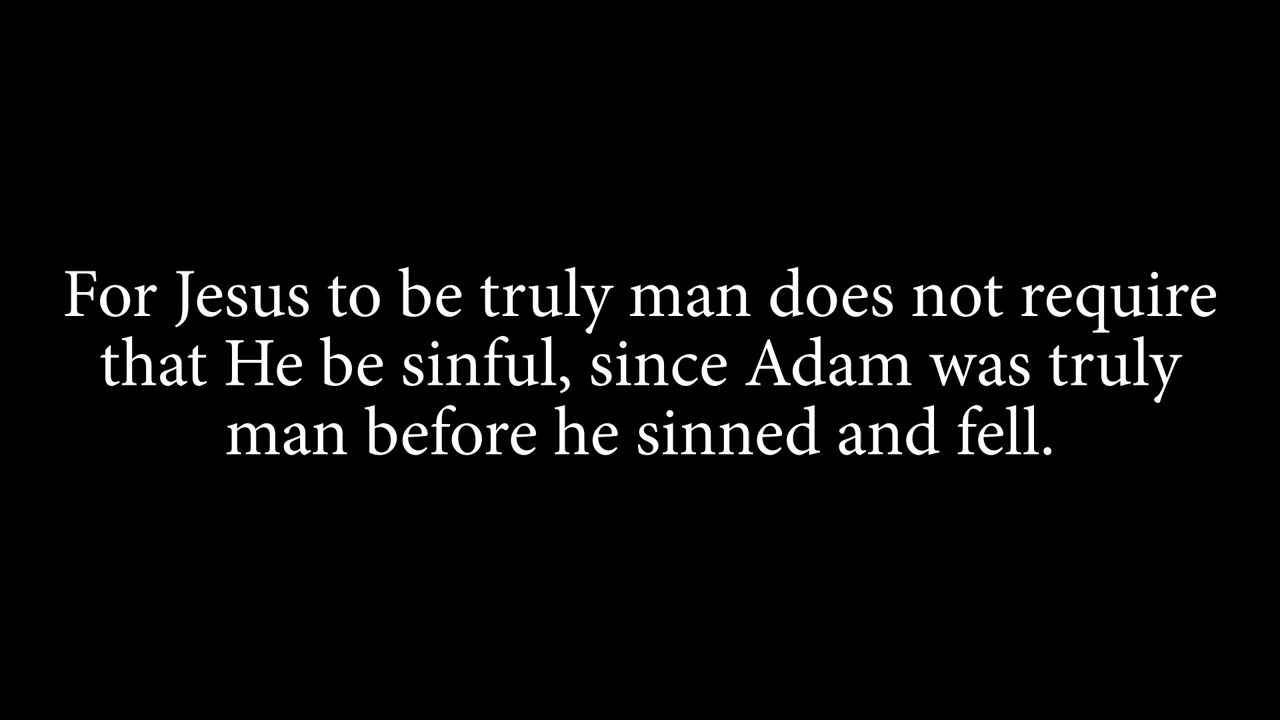 For Jesus to be truly man does not require
that He be sinful, since Adam was truly
man before he sinned and fell.